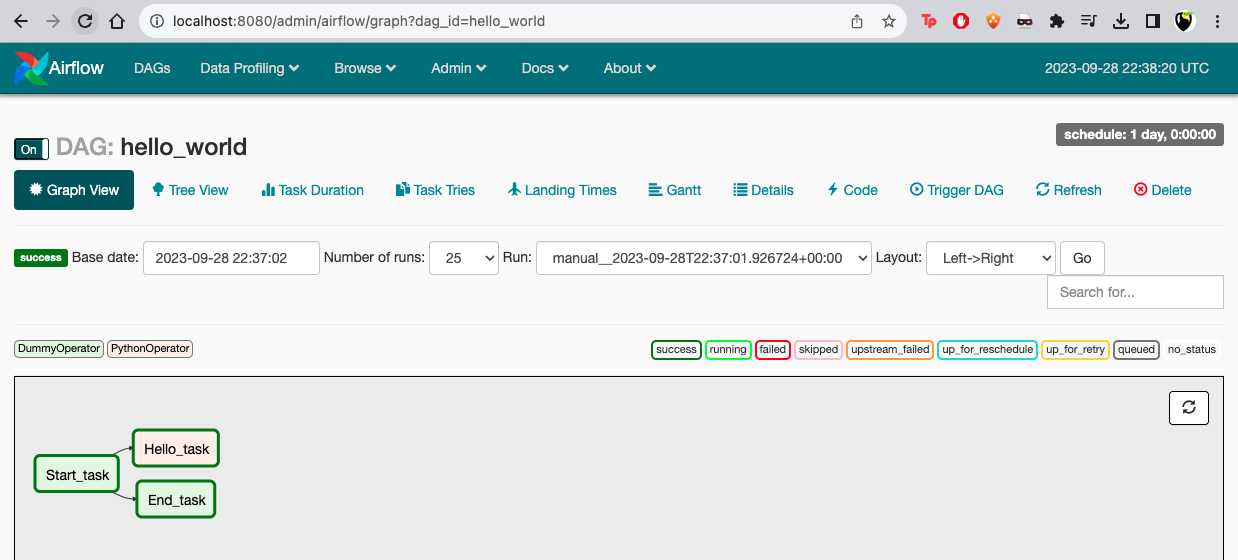 localhost:8080/admin/airflow/graph?dag_id=hello_world
Tp
Airflow DAGs Data Profiling Browse Admin Docs About 2023-09-28 22:38:20 UTC
schedule: 1 day, 0:00:00
On DAG: hello_world
Graph View Tree View Task Duration Task Tries Landing Times Gantt Details Code Trigger DAG Refresh Delete
success Base date: 2023-09-28 22:37:02 Number of runs: 25 Run: manual__2023-09-28T22:37:01.926724+00:00 Layout: Left->Right Go
Search for...
DummyOperator PythonOperator success running failed skipped upstream_failed up_for_reschedule up_for_retry queued no_status
Hello_task
Start_task
End_task